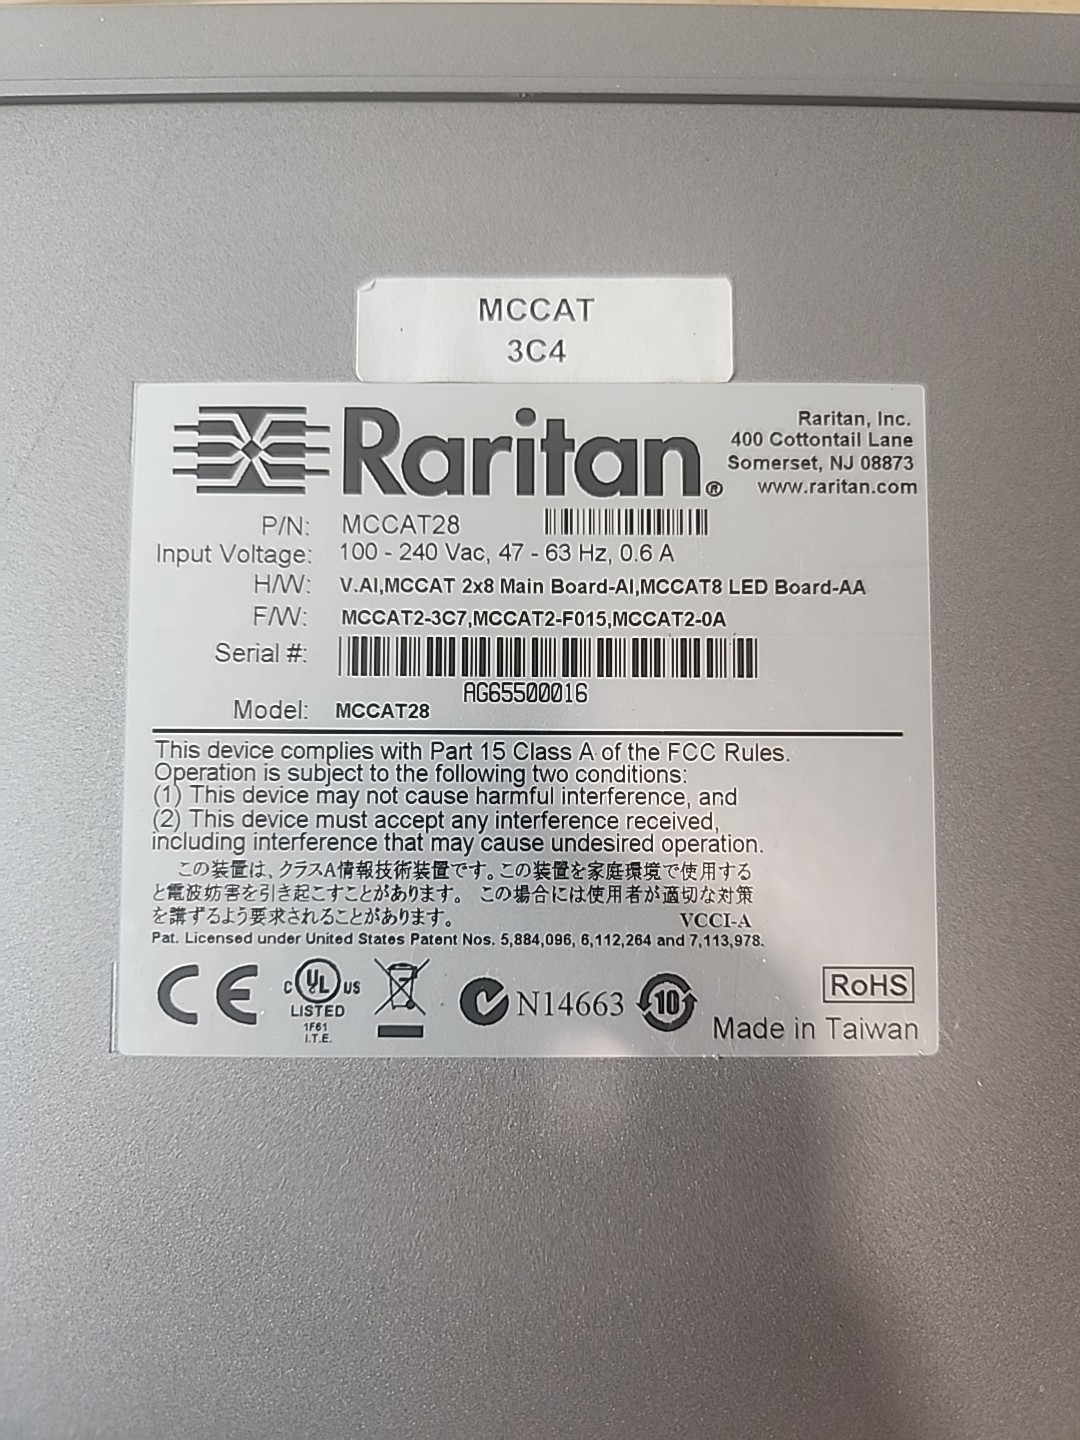 MCCAT
3C4
Raritan®
Raritan, Inc.
400 Cottontail Lane
Somerset, NJ 08873
www.raritan.com
P/N: MCCAT28
Input Voltage: 100 - 240 Vac, 47 - 63 Hz, 0.6 A
H/W: V.AI,MCCAT 2x8 Main Board-AI,MCCAT8 LED Board-AA
F/W: MCCAT2-3C7,MCCAT2-F015,MCCAT2-0A
Serial #:
AG65500016
Model: MCCAT28
This device complies with Part 15 Class A of the FCC Rules.
Operation is subject to the following two conditions:
(1) This device may not cause harmful interference, and
(2) This device must accept any interference received,
including interference that may cause undesired operation.
この装置は、クラスA情報技術装置です。この装置を家庭環境で使用する
と電波妨害を引き起こすことがあります。 この場合には使用者が適切な対策
を講ずるよう要求されることがあります。 VCCI-A
Pat. Licensed under United States Patent Nos. 5,884,096, 6,112,264 and 7,113,978.
CE
C UL US
LISTED
1F61
I.T.E.
N14663
10
RoHS
Made in Taiwan